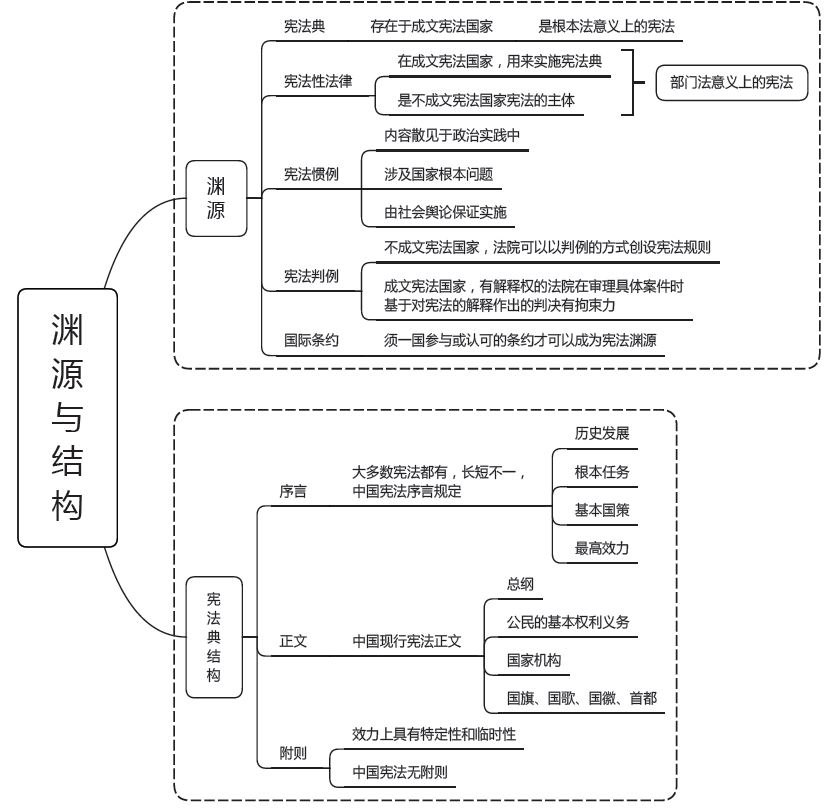 渊源与结构
渊源
宪法典
存在于成文宪法国家
是根本法意义上的宪法
宪法性法律
在成文宪法国家，用来实施宪法典
是不成文宪法国家宪法的主体
部门法意义上的宪法
宪法惯例
内容散见于政治实践中
涉及国家根本问题
由社会舆论保证实施
宪法判例
不成文宪法国家，法院可以以判例的方式创设宪法规则
成文宪法国家，有解释权的法院在审理具体案件时
基于对宪法的解释作出的判决有拘束力
国际条约
须一国参与或认可的条约才可以成为宪法渊源
宪法典结构
序言
大多数宪法都有，长短不一，
中国宪法序言规定
历史发展
根本任务
基本国策
最高效力
正文
中国现行宪法正文
总纲
公民的基本权利义务
国家机构
国旗、国歌、国徽、首都
附则
效力上具有特定性和临时性
中国宪法无附则